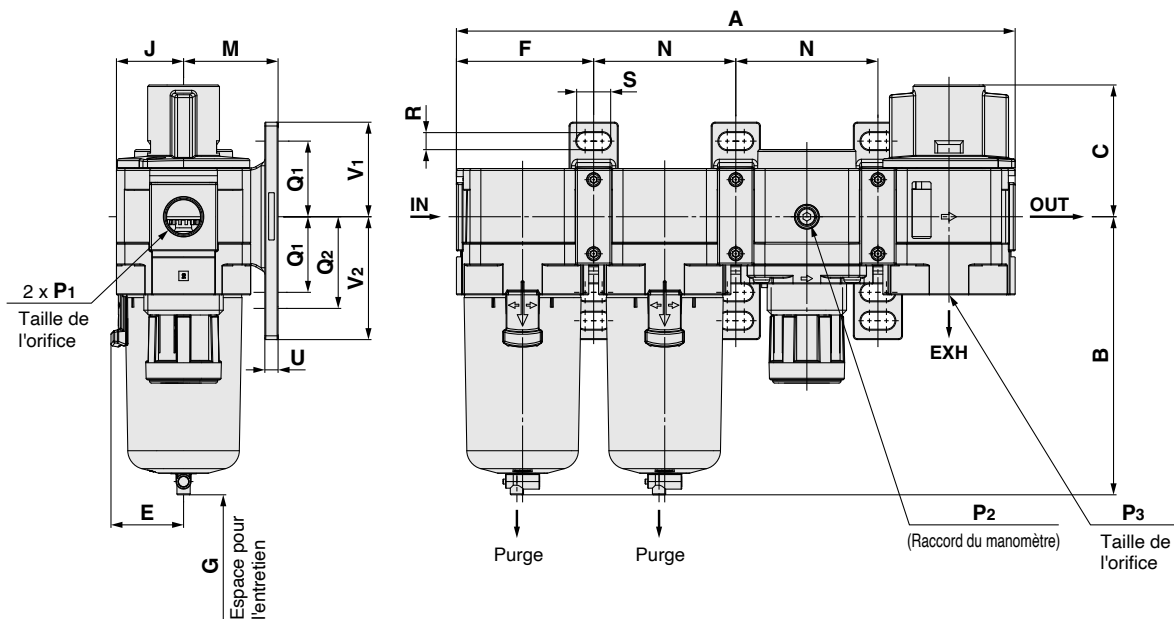 A
J
M
F
N
N
S
R
C
V1
Q1
IN
OUT
Q1
Q2
V2
2 x P1
Taille de
l'orifice
U
EXH
B
E
G
Espace pour
l'entretien
Purge
Purge
P2
(Raccord du manomètre)
P3
Taille de
l'orifice